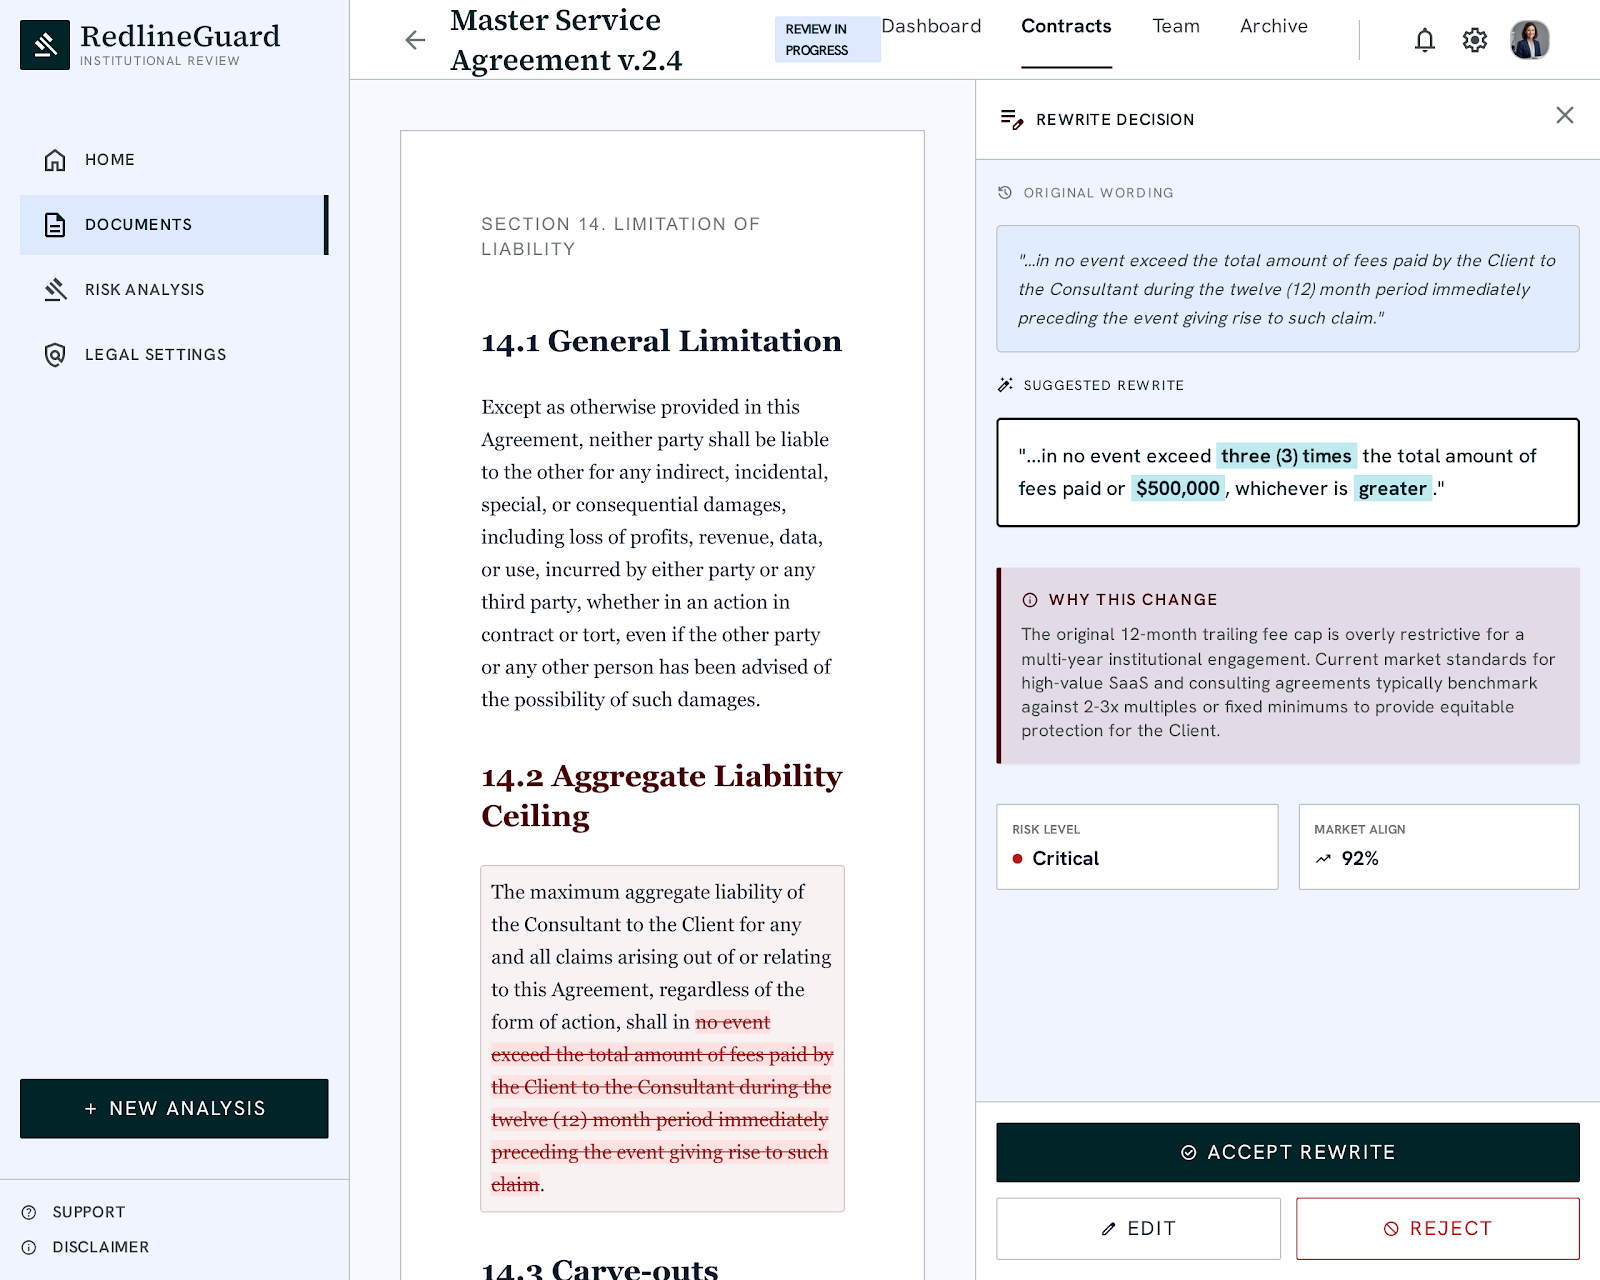 RedlineGuard
INSTITUTIONAL REVIEW
HOME
DOCUMENTS
RISK ANALYSIS
LEGAL SETTINGS
+ NEW ANALYSIS
SUPPORT
DISCLAIMER
Master Service
Agreement v.2.4
REVIEW IN
PROGRESS
Dashboard
Contracts
Team
Archive
SECTION 14. LIMITATION OF
LIABILITY
14.1 General Limitation
Except as otherwise provided in this
Agreement, neither party shall be liable
to the other for any indirect, incidental,
special, or consequential damages,
including loss of profits, revenue, data,
or use, incurred by either party or any
third party, whether in an action in
contract or tort, even if the other party
or any other person has been advised of
the possibility of such damages.
14.2 Aggregate Liability
Ceiling
The maximum aggregate liability of
the Consultant to the Client for any
and all claims arising out of or relating
to this Agreement, regardless of the
form of action, shall in no event
exceed the total amount of fees paid by
the Client to the Consultant during the
twelve (12) month period immediately
preceding the event giving rise to such
claim.
14.3 Carve-outs
REWRITE DECISION
ORIGINAL WORDING
"...in no event exceed the total amount of fees paid by the Client to
the Consultant during the twelve (12) month period immediately
preceding the event giving rise to such claim."
SUGGESTED REWRITE
"...in no event exceed three (3) times the total amount of
fees paid or $500,000, whichever is greater."
WHY THIS CHANGE
The original 12-month trailing fee cap is overly restrictive for a
multi-year institutional engagement. Current market standards for
high-value SaaS and consulting agreements typically benchmark
against 2-3x multiples or fixed minimums to provide equitable
protection for the Client.
RISK LEVEL
Critical
MARKET ALIGN
92%
ACCEPT REWRITE
EDIT
REJECT